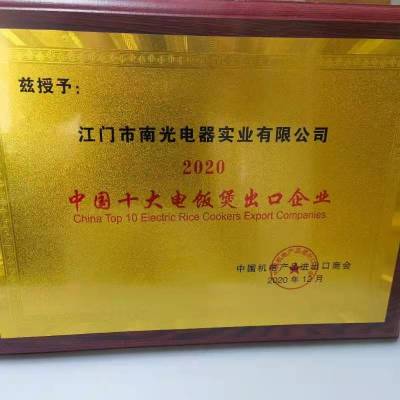 兹授予：
江门市南光电器实业有限公司
2020
中国十大电饭煲出口企业
China Top 10 Electric Rice Cookers Export Companies
中国机电产品进出口商会
2020年12月